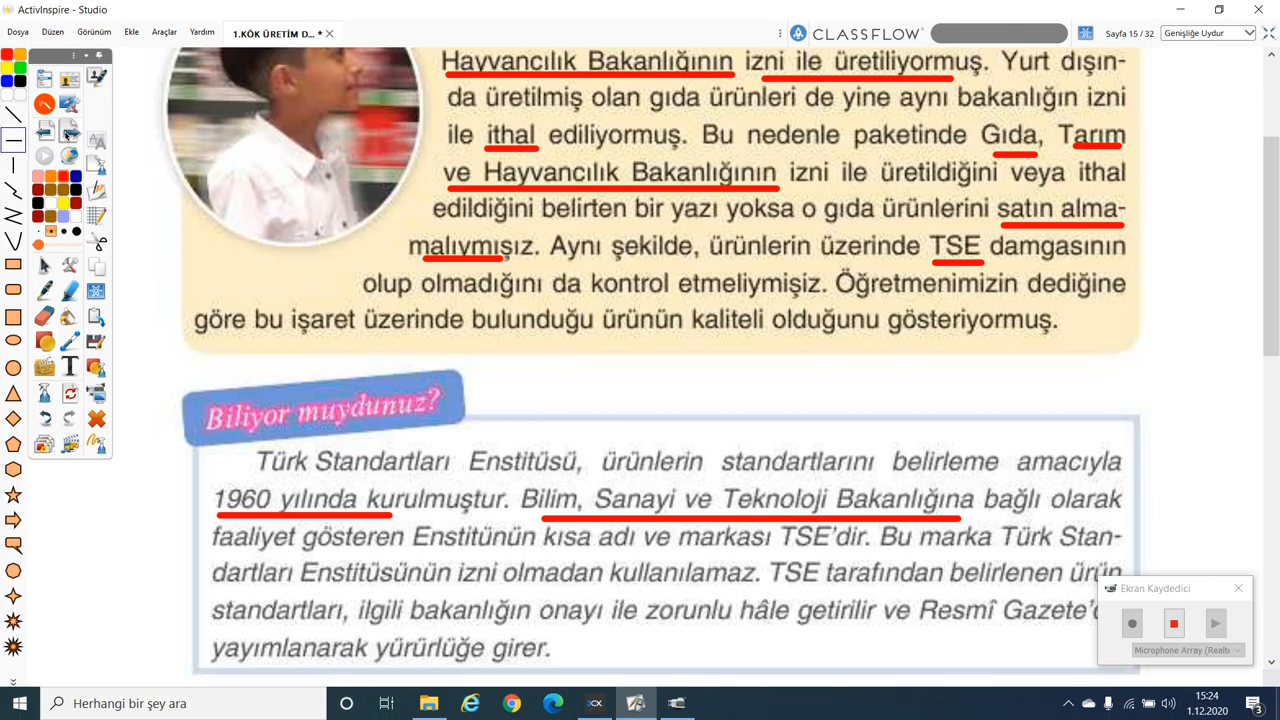 ActivInspire - Studio
Dosya Düzen Görünüm Ekle Araçlar Yardım 1.KÖK ÜRETİM D... * CLASSFLOW Sayfa 15 / 32 Genişliğe Uydur
Hayvancılık Bakanlığının izni ile üretiliyormuş. Yurt dışın-
da üretilmiş olan gıda ürünleri de yine aynı bakanlığın izni
ile ithal ediliyormuş. Bu nedenle paketinde Gıda, Tarım
ve Hayvancılık Bakanlığının izni ile üretildiğini veya ithal
edildiğini belirten bir yazı yoksa o gıda ürünlerini satın alma-
malıymışız. Aynı şekilde, ürünlerin üzerinde TSE damgasının
olup olmadığını da kontrol etmeliymişiz. Öğretmenimizin dediğine
göre bu işaret üzerinde bulunduğu ürünün kaliteli olduğunu gösteriyormuş.
Biliyor muydunuz?
Türk Standartları Enstitüsü, ürünlerin standartlarını belirleme amacıyla
1960 yılında kurulmuştur. Bilim, Sanayi ve Teknoloji Bakanlığına bağlı olarak
faaliyet gösteren Enstitünün kısa adı ve markası TSE'dir. Bu marka Türk Stan-
dartları Enstitüsünün izni olmadan kullanılamaz. TSE tarafından belirlenen ürün
standartları, ilgili bakanlığın onayı ile zorunlu hâle getirilir ve Resmî Gazete'
yayımlanarak yürürlüğe girer.
Ekran Kaydedici
Microphone Array (Realte
Herhangi bir şey ara
15:24
1.12.2020
3